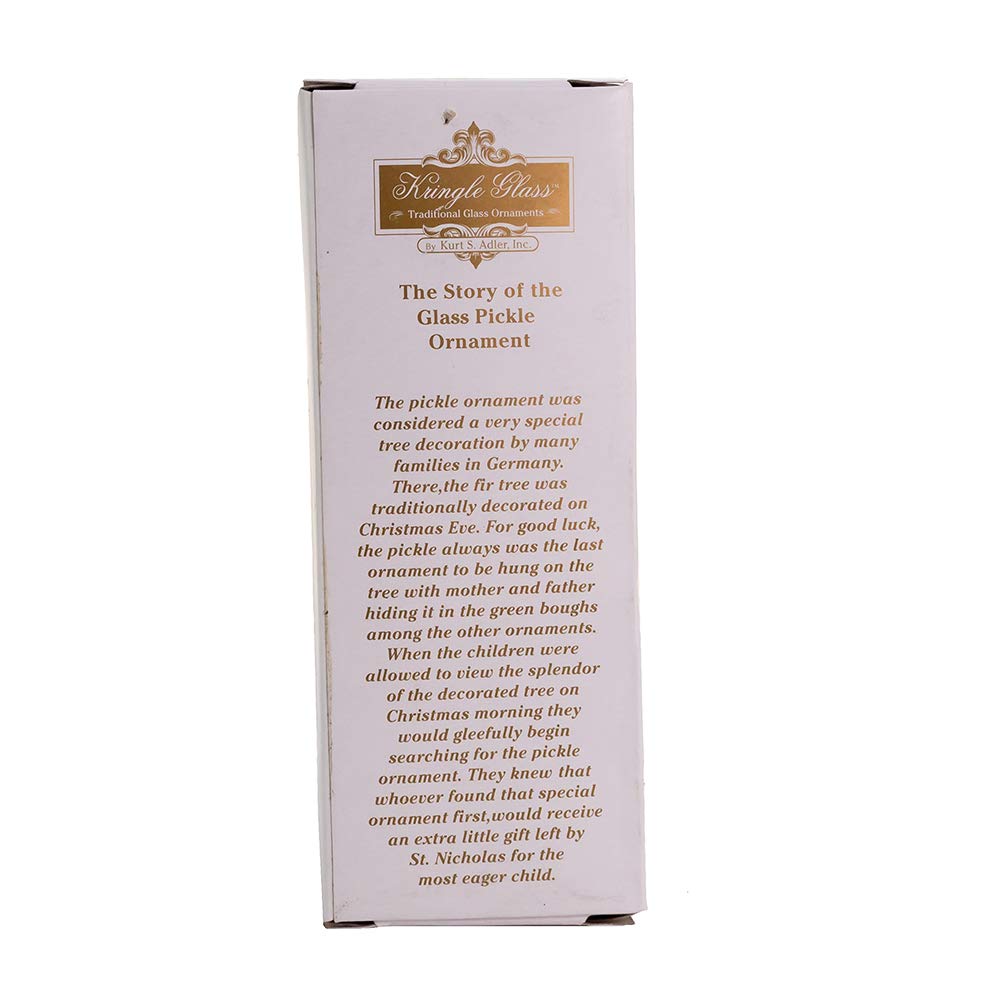 Kringle Glass™
Traditional Glass Ornaments
By Kurt S. Adler, Inc.
The Story of the
Glass Pickle
Ornament
The pickle ornament was
considered a very special
tree decoration by many
families in Germany.
There,the fir tree was
traditionally decorated on
Christmas Eve. For good luck,
the pickle always was the last
ornament to be hung on the
tree with mother and father
hiding it in the green boughs
among the other ornaments.
When the children were
allowed to view the splendor
of the decorated tree on
Christmas morning they
would gleefully begin
searching for the pickle
ornament. They knew that
whoever found that special
ornament first,would receive
an extra little gift left by
St. Nicholas for the
most eager child.